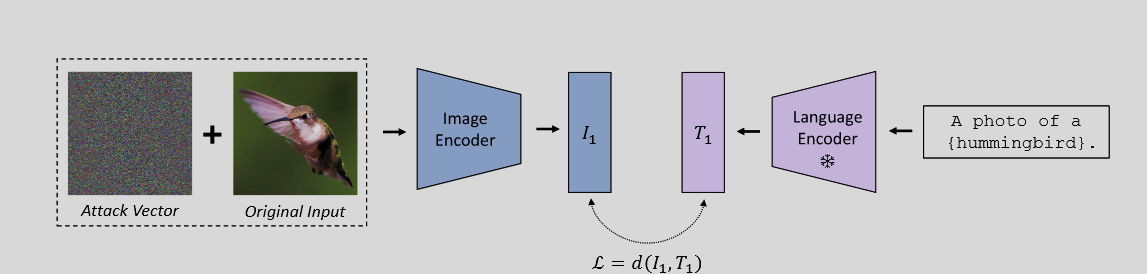 Attack Vector
+
Original Input
Image
Encoder
I₁
T₁
Language
Encoder
A photo of a
{hummingbird}.
ℒ = d(I₁,T₁)